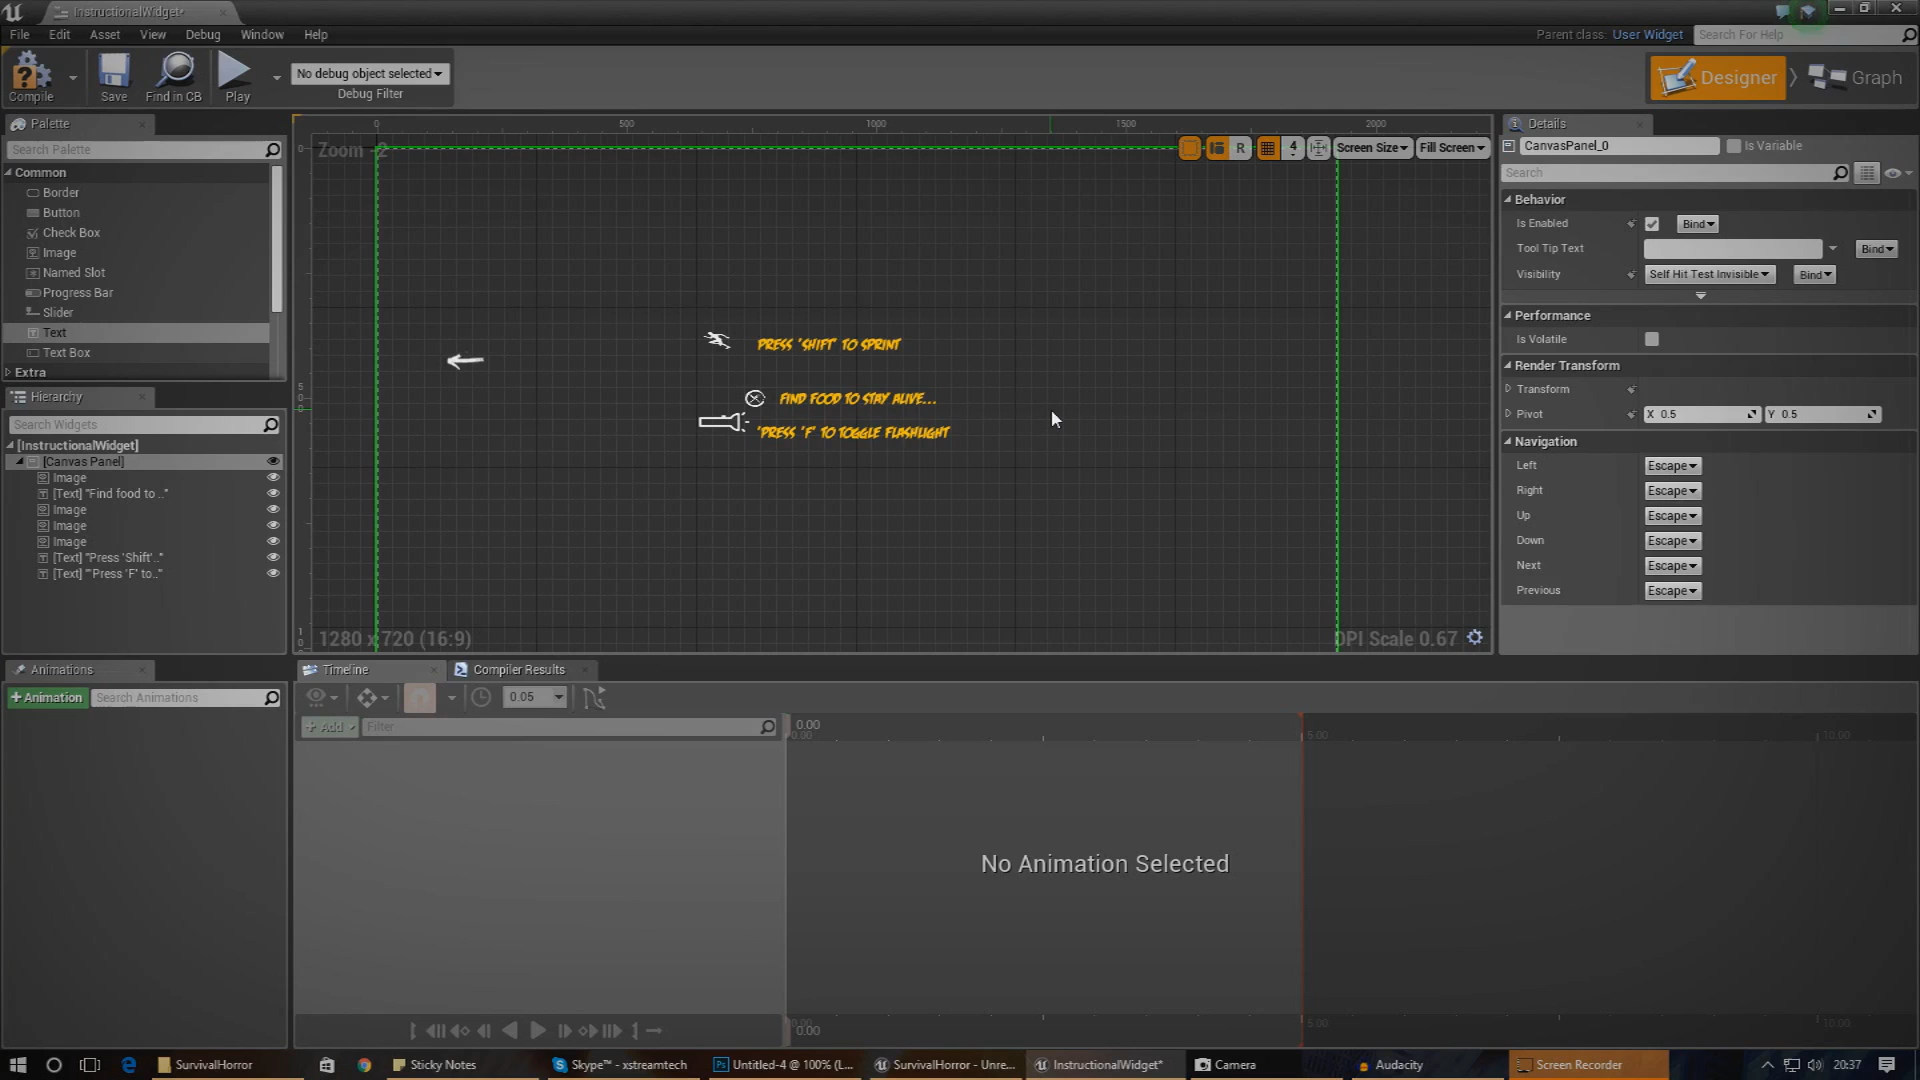 InstructionalWidget*
File Edit Asset View Debug Window Help
Parent class: User Widget
Search For Help
Compile
Save
Find in CB
Play
No debug object selected
Debug Filter
Designer
Graph
Palette
Search Palette
Common
Border
Button
Check Box
Image
Named Slot
Progress Bar
Slider
Text
Text Box
Extra
Hierarchy
Search Widgets
[InstructionalWidget]
[Canvas Panel]
Image
[Text] "Find food to .."
Image
Image
Image
[Text] "Press 'Shift'.."
[Text] "'Press 'F' to.."
0 500 1000 1500 2000
Zoom -2
R
4
Screen Size
Fill Screen
0
500
PRESS 'SHIFT' TO SPRINT
FIND FOOD TO STAY ALIVE...
'PRESS 'F' TO TOGGLE FLASHLIGHT
1280 x 720 (16:9)
DPI Scale 0.67
Details
CanvasPanel_0
Is Variable
Search
Behavior
Is Enabled
Bind
Tool Tip Text
Bind
Visibility
Self Hit Test Invisible
Bind
Performance
Is Volatile
Render Transform
Transform
Pivot
X 0.5
Y 0.5
Navigation
Left Escape
Right Escape
Up Escape
Down Escape
Next Escape
Previous Escape
Animations
+Animation
Search Animations
Timeline
Compiler Results
0.05
+ Add
Filter
0.00
0.00 5.00 10.00
No Animation Selected
0.00 5.00 10.00
0.00
SurvivalHorror
Sticky Notes
Skype™ - xstreamtech
Untitled-4 @ 100% (L...
SurvivalHorror - Unre...
InstructionalWidget*
Camera
Audacity
Screen Recorder
20:37